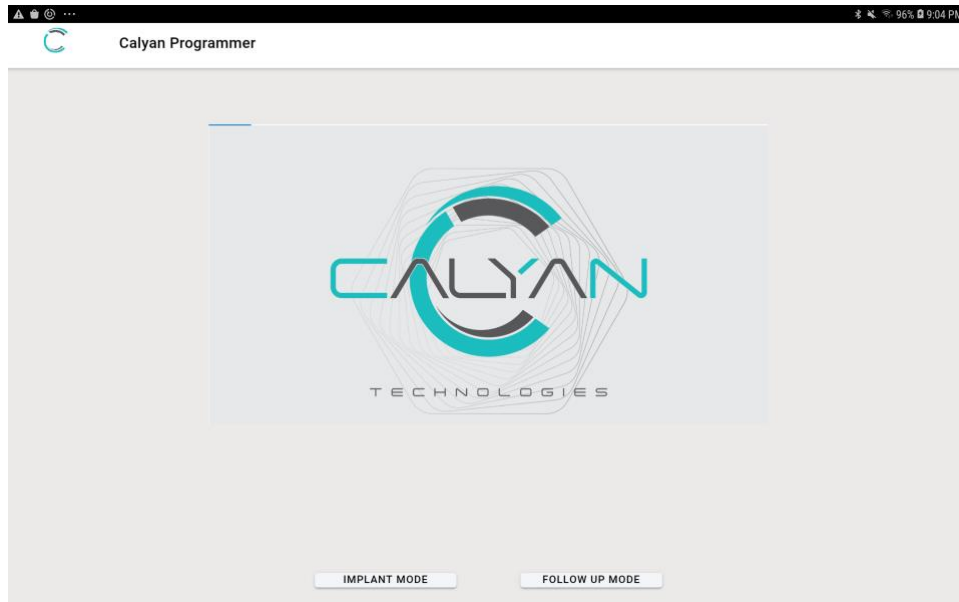 96% 9:04 PM
Calyan Programmer
CALYAN
TECHNOLOGIES
IMPLANT MODE
FOLLOW UP MODE